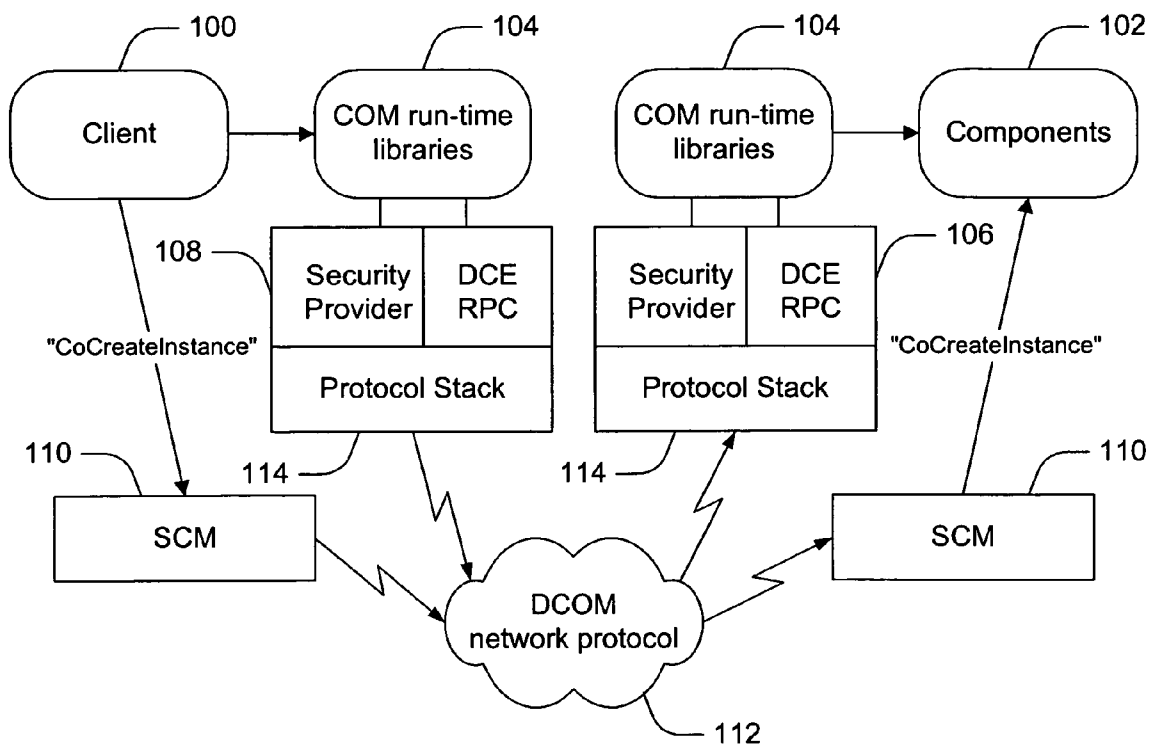 100
104
104
102
Client
COM run-time
libraries
COM run-time
libraries
Components
108
Security
Provider
DCE
RPC
Security
Provider
DCE
RPC
106
"CoCreateInstance"
"CoCreateInstance"
Protocol Stack
Protocol Stack
110
114
114
110
SCM
SCM
DCOM
network protocol
112